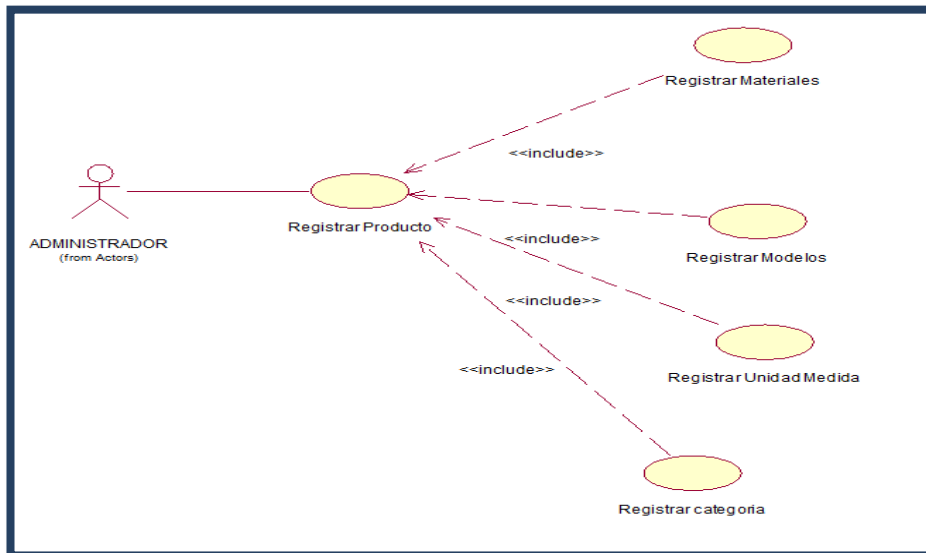 Registrar Materiales
<<include>>
Registrar Producto
ADMINISTRADOR
(from Actors)
<<include>>
Registrar Modelos
<<include>>
<<include>>
Registrar Unidad Medida
Registrar categoria